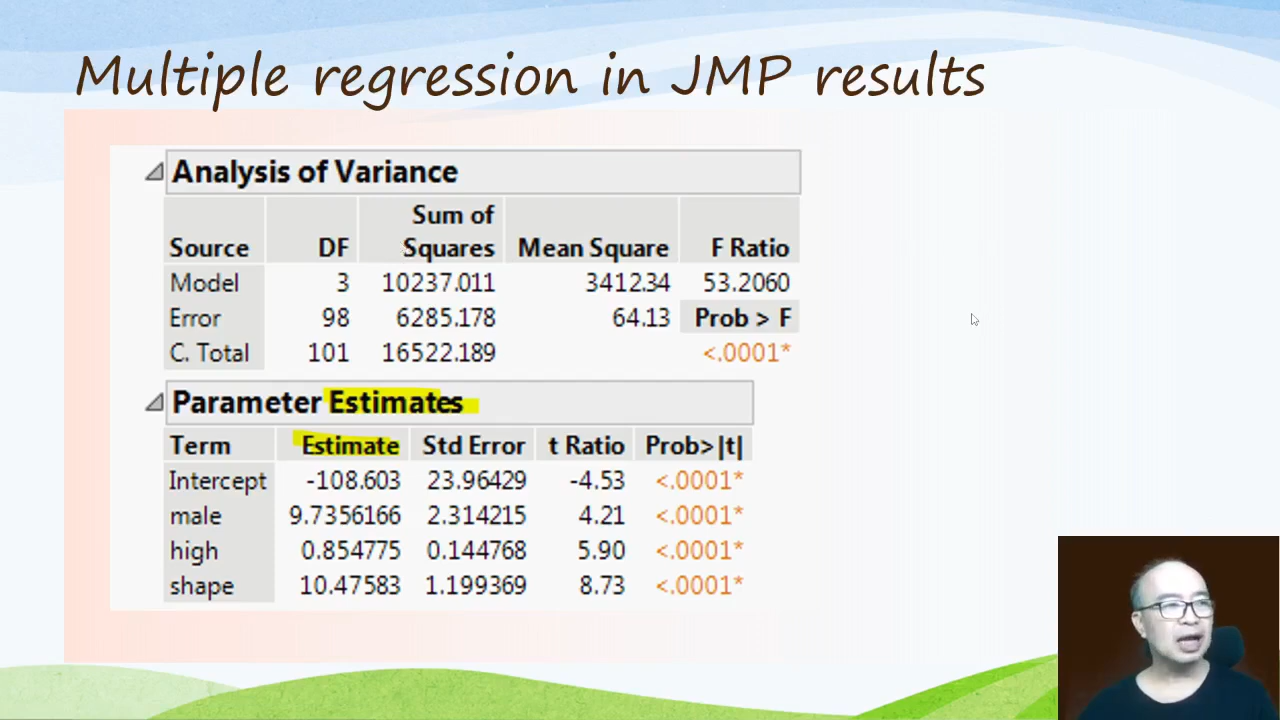 Multiple regression in JMP results
Analysis of Variance
Sum of
Source DF Squares Mean Square F Ratio
Model 3 10237.011 3412.34 53.2060
Error 98 6285.178 64.13 Prob > F
C. Total 101 16522.189 <.0001*
Parameter Estimates
Term Estimate Std Error t Ratio Prob>|t|
Intercept -108.603 23.96429 -4.53 <.0001*
male 9.7356166 2.314215 4.21 <.0001*
high 0.854775 0.144768 5.90 <.0001*
shape 10.47583 1.199369 8.73 <.0001*